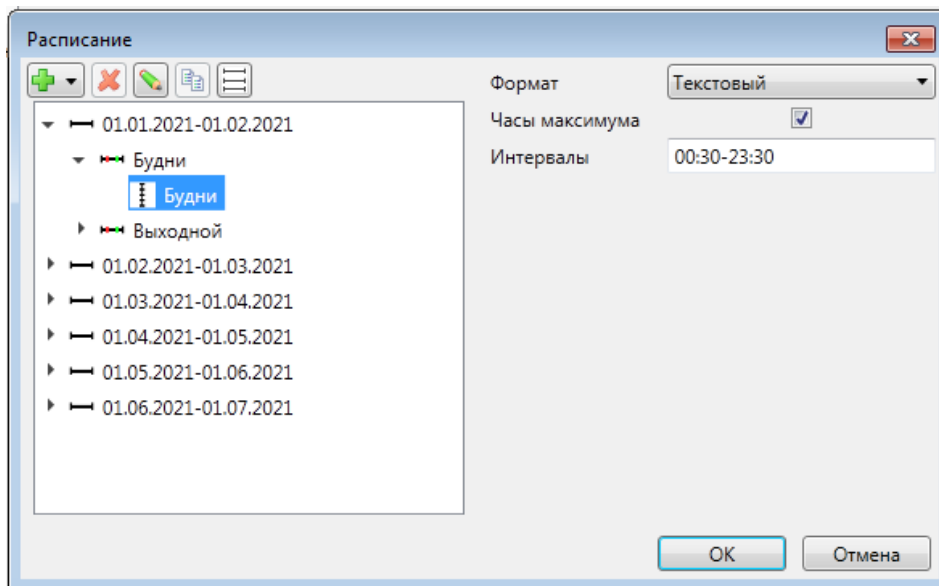 Расписание
Формат Текстовый
01.01.2021-01.02.2021
Часы максимума
Будни
Интервалы 00:30-23:30
Будни
Выходной
01.02.2021-01.03.2021
01.03.2021-01.04.2021
01.04.2021-01.05.2021
01.05.2021-01.06.2021
01.06.2021-01.07.2021
OK Отмена